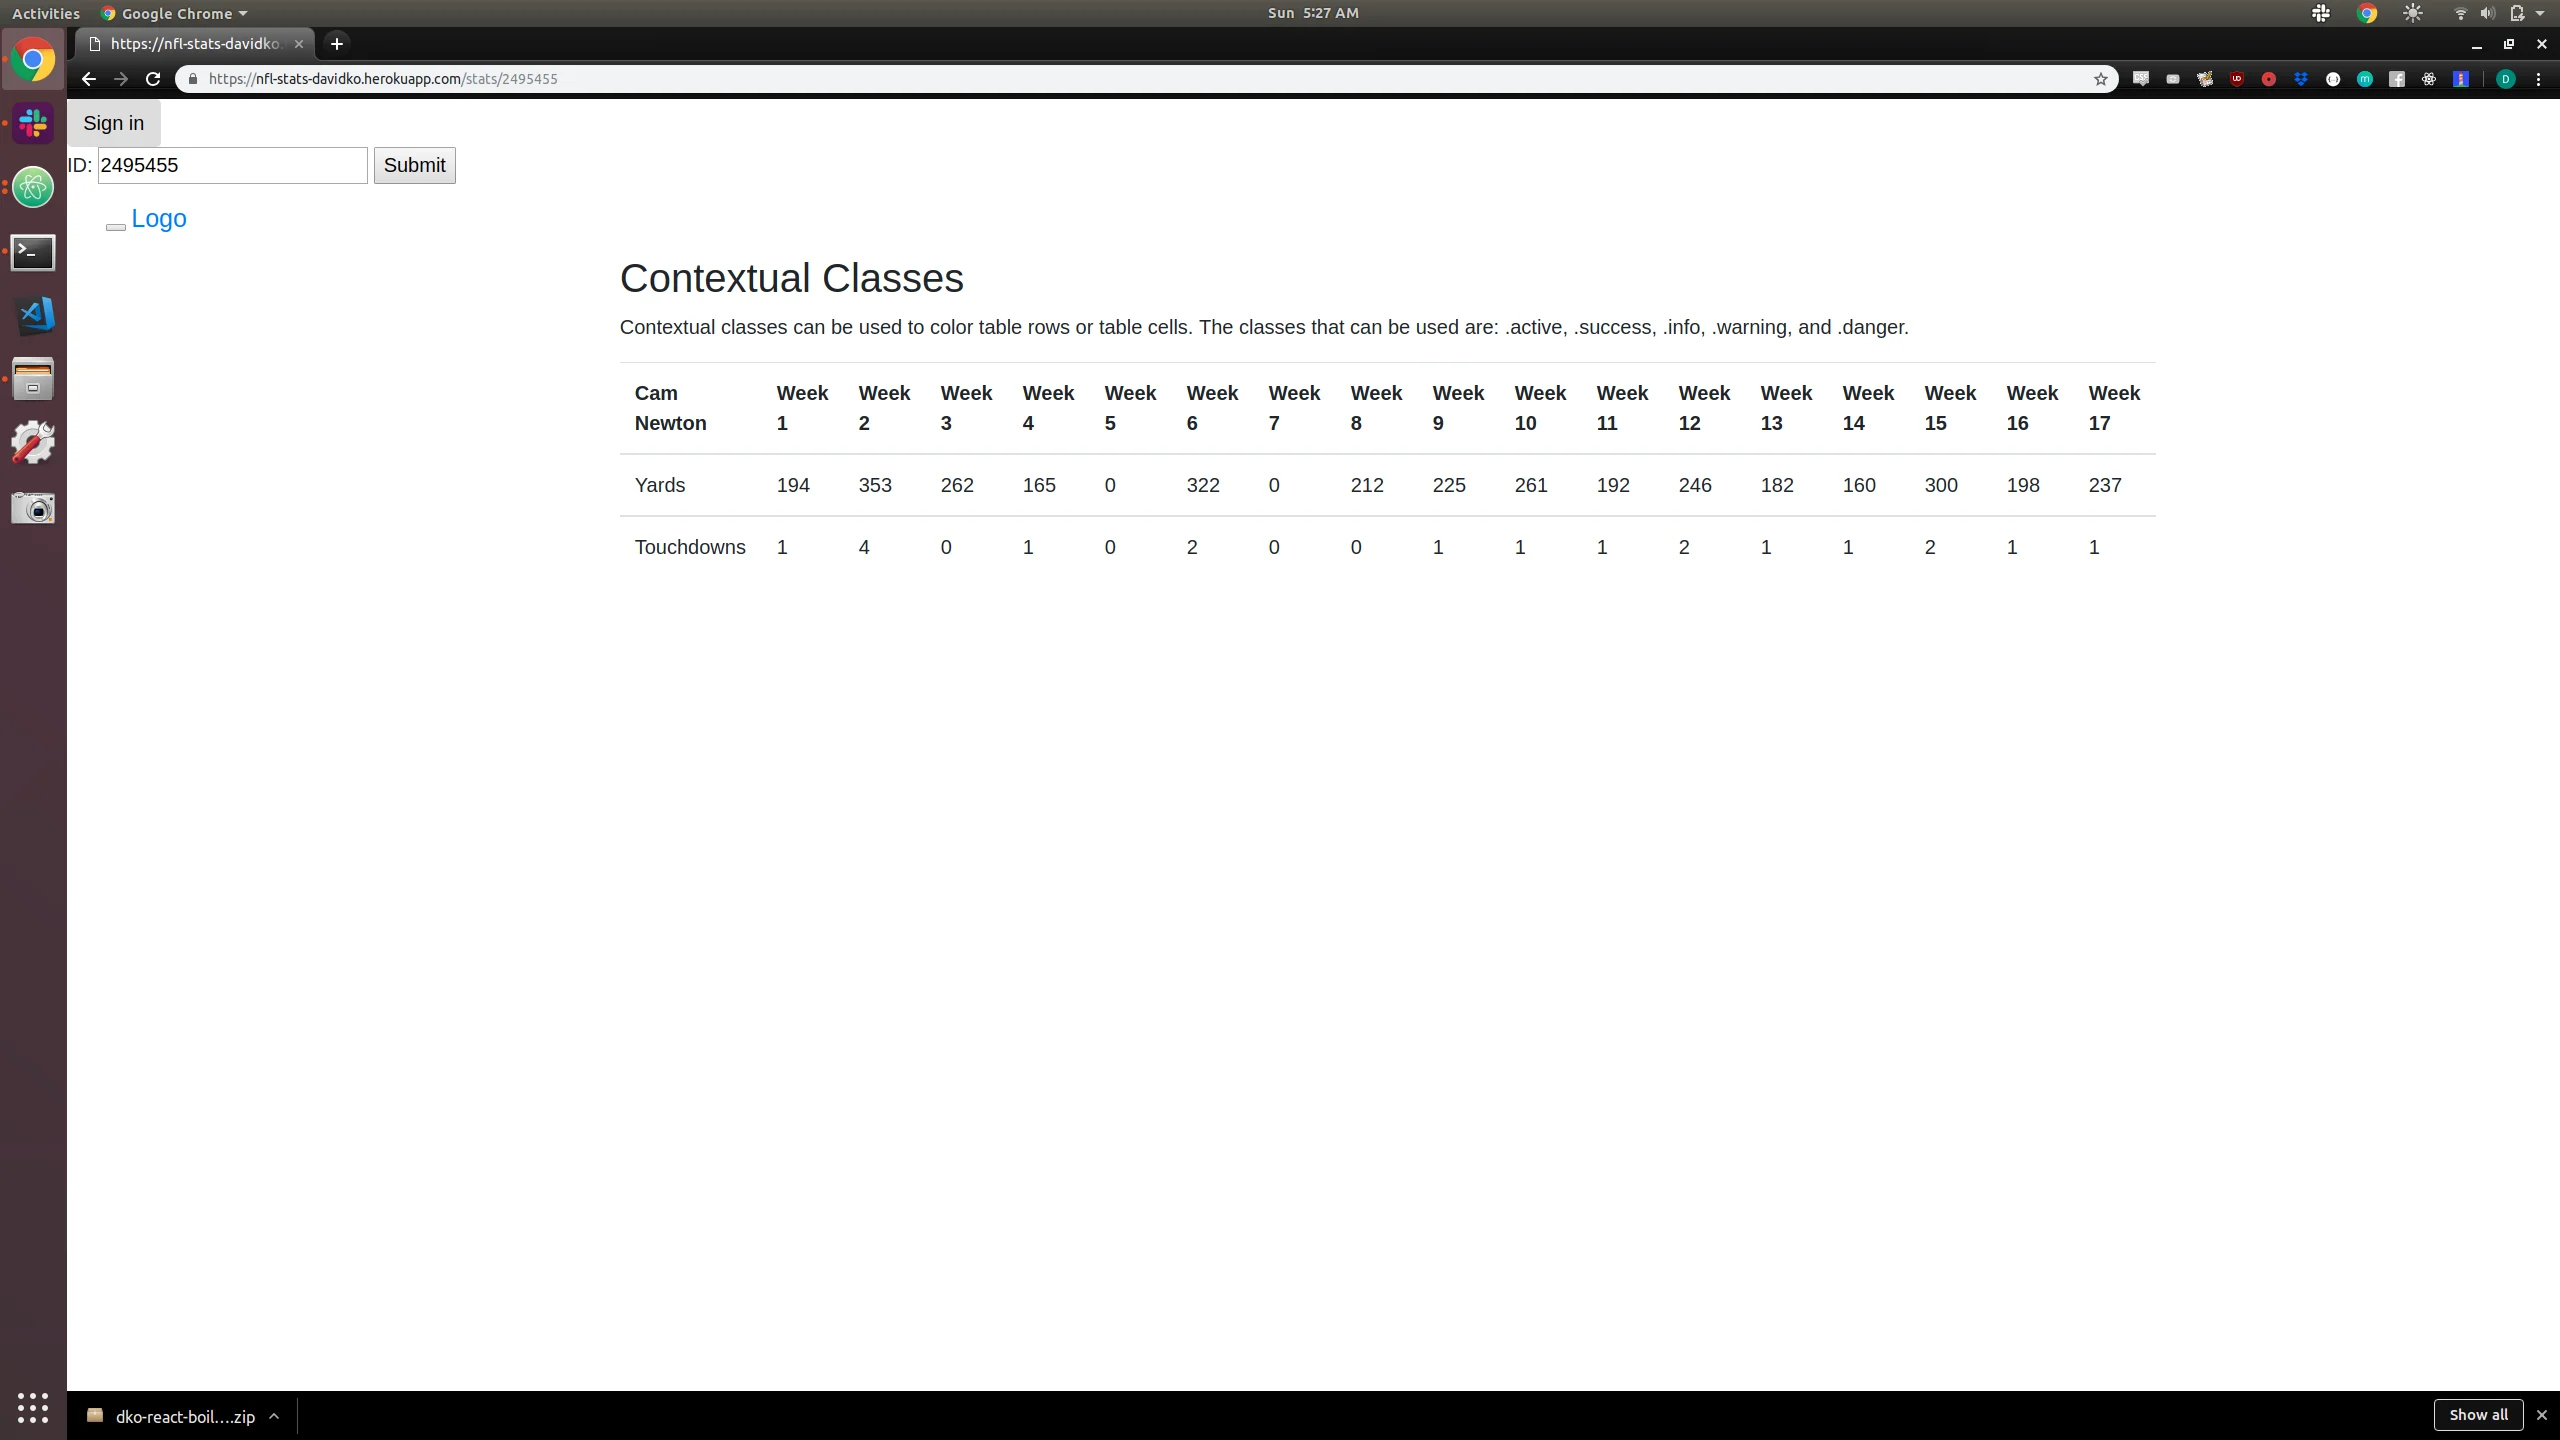 Activities Google Chrome Sun 5:27 AM
https://nfl-stats-davidko.
https://nfl-stats-davidko.herokuapp.com/stats/2495455
Sign in
ID: 2495455 Submit
Logo
Contextual Classes
Contextual classes can be used to color table rows or table cells. The classes that can be used are: .active, .success, .info, .warning, and .danger.
Cam Week Week Week Week Week Week Week Week Week Week Week Week Week Week Week Week Week
Newton 1 2 3 4 5 6 7 8 9 10 11 12 13 14 15 16 17
Yards 194 353 262 165 0 322 0 212 225 261 192 246 182 160 300 198 237
Touchdowns 1 4 0 1 0 2 0 0 1 1 1 2 1 1 2 1 1
dko-react-boil....zip Show all